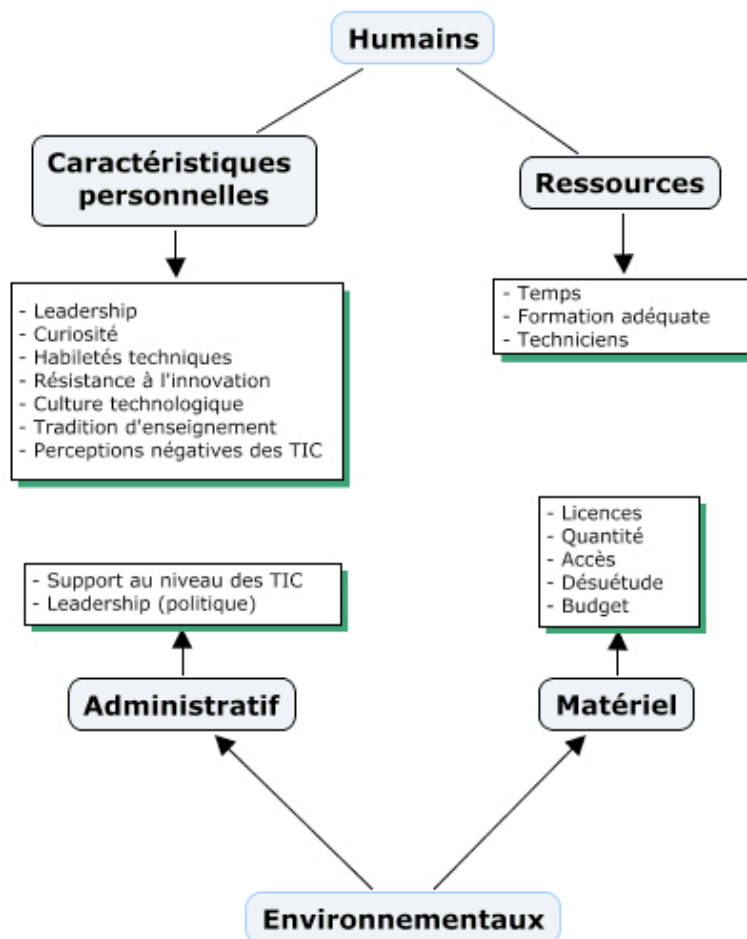 Humains
Caractéristiques
personnelles
Ressources
- Leadership
- Curiosité
- Habiletés techniques
- Résistance à l'innovation
- Culture technologique
- Tradition d'enseignement
- Perceptions négatives des TIC
- Temps
- Formation adéquate
- Techniciens
- Support au niveau des TIC
- Leadership (politique)
- Licences
- Quantité
- Accès
- Désuétude
- Budget
Administratif
Matériel
Environnementaux